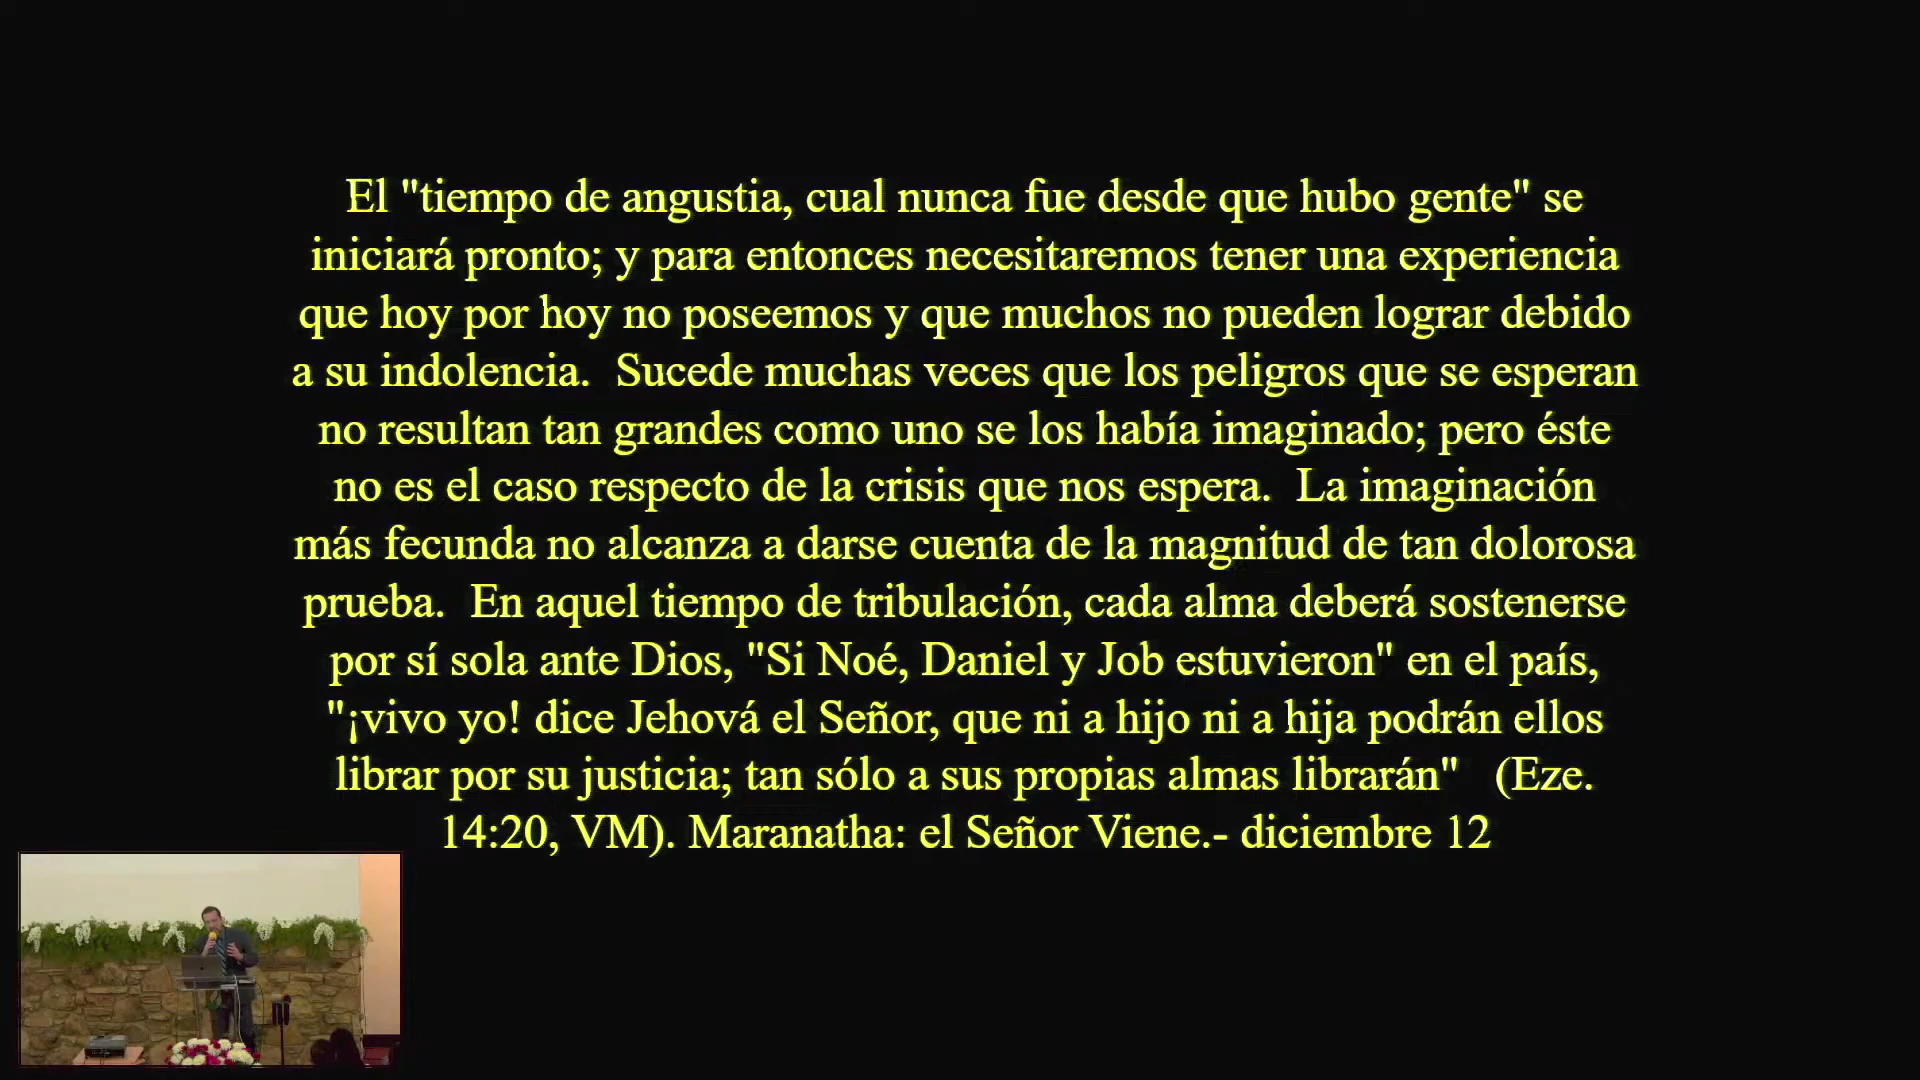 El "tiempo de angustia, cual nunca fue desde que hubo gente" se
iniciará pronto; y para entonces necesitaremos tener una experiencia
que hoy por hoy no poseemos y que muchos no pueden lograr debido
a su indolencia.  Sucede muchas veces que los peligros que se esperan
no resultan tan grandes como uno se los había imaginado; pero éste
no es el caso respecto de la crisis que nos espera.  La imaginación
más fecunda no alcanza a darse cuenta de la magnitud de tan dolorosa
prueba.  En aquel tiempo de tribulación, cada alma deberá sostenerse
por sí sola ante Dios, "Si Noé, Daniel y Job estuvieron" en el país,
"¡vivo yo! dice Jehová el Señor, que ni a hijo ni a hija podrán ellos
librar por su justicia; tan sólo a sus propias almas librarán"   (Eze.
14:20, VM). Maranatha: el Señor Viene.- diciembre 12